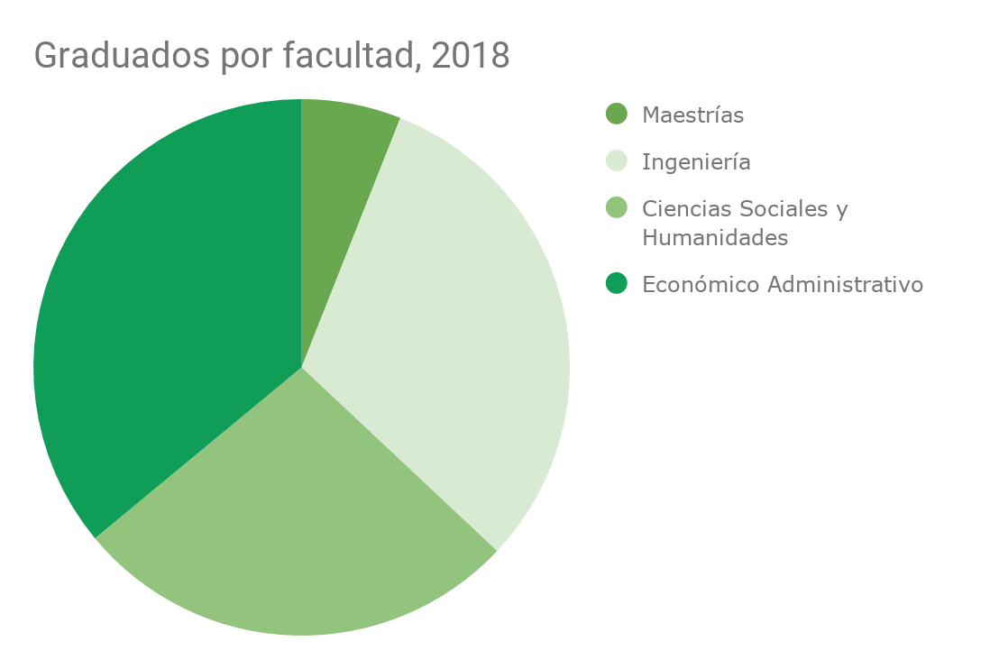 Graduados por facultad, 2018
Maestrías
Ingeniería
Ciencias Sociales y
Humanidades
Económico Administrativo